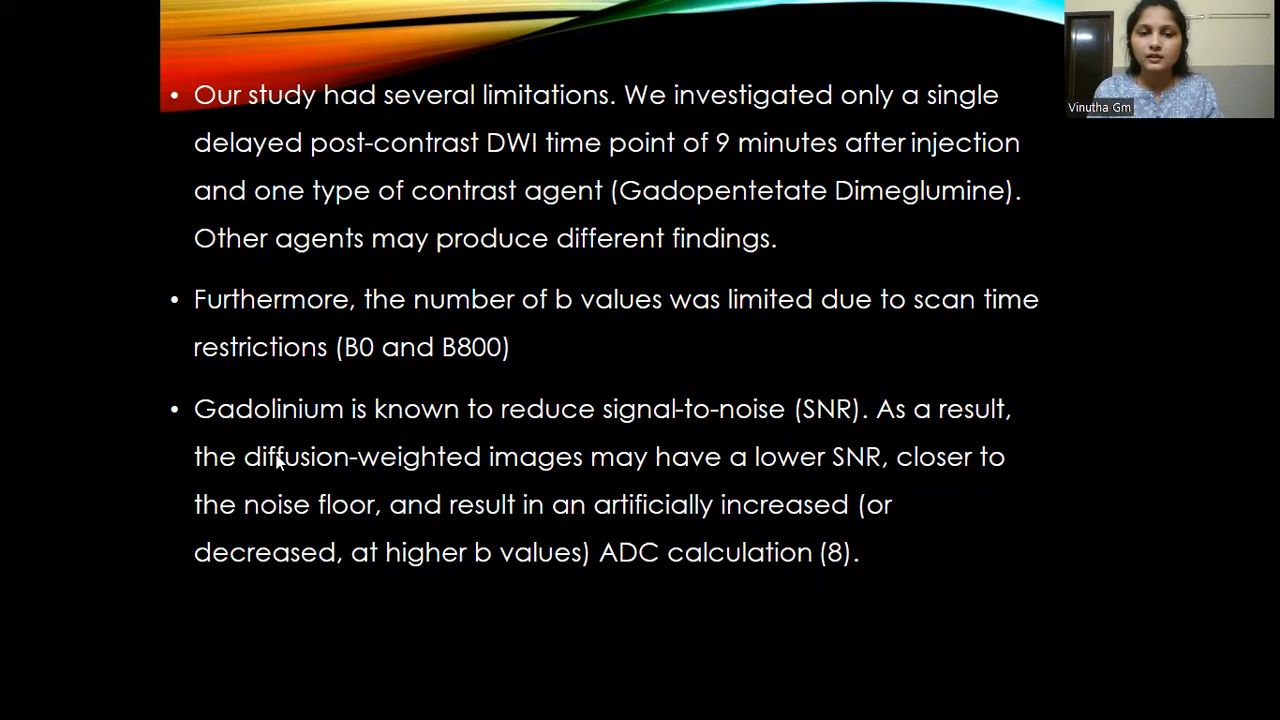 • Our study had several limitations. We investigated only a single
delayed post-contrast DWI time point of 9 minutes after injection
and one type of contrast agent (Gadopentetate Dimeglumine).
Other agents may produce different findings.
• Furthermore, the number of b values was limited due to scan time
restrictions (B0 and B800)
• Gadolinium is known to reduce signal-to-noise (SNR). As a result,
the diffusion-weighted images may have a lower SNR, closer to
the noise floor, and result in an artificially increased (or
decreased, at higher b values) ADC calculation (8).
Vinutha Gm